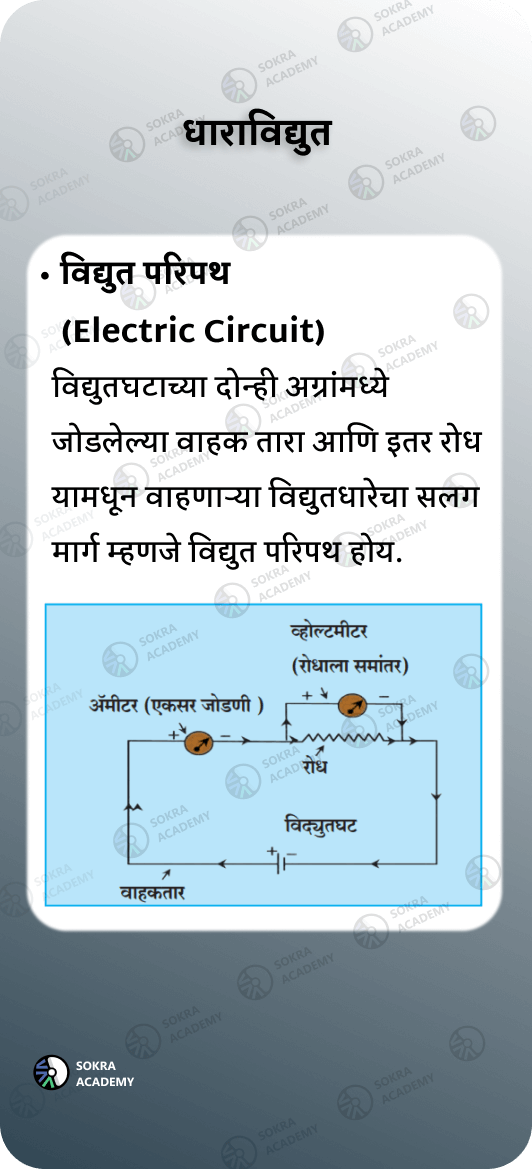 धाराविद्युत
• विद्युत परिपथ
(Electric Circuit)
विद्युतघटाच्या दोन्ही अग्रांमध्ये
जोडलेल्या वाहक तारा आणि इतर रोध
यामधून वाहणाऱ्या विद्युतधारेचा सलग
मार्ग म्हणजे विद्युत परिपथ होय.
व्होल्टमीटर
(रोधाला समांतर)
ॲमीटर (एकसर जोडणी )
+ −
+ −
रोध
विद्युतघट
+ −
वाहकतार
SOKRA
ACADEMY